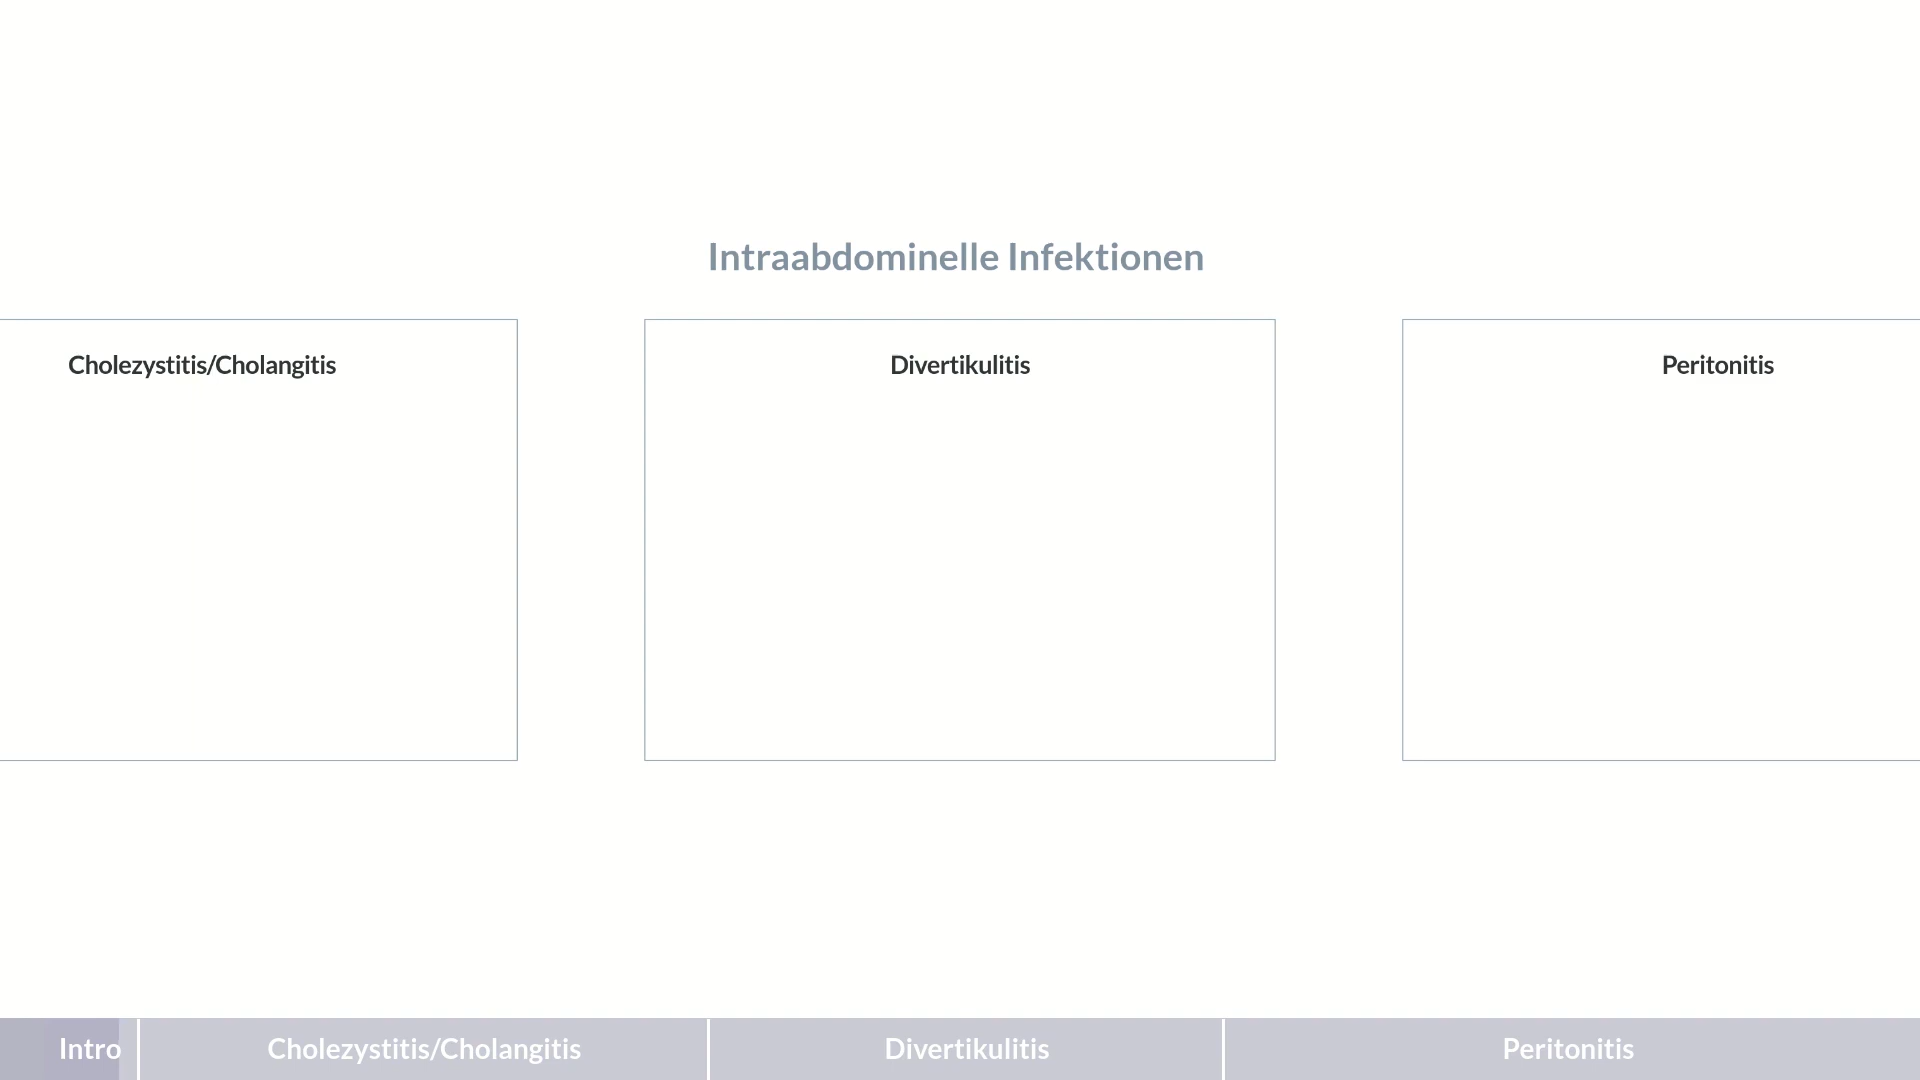 Intraabdominelle Infektionen
Cholezystitis/Cholangitis
Divertikulitis
Peritonitis
Intro
Cholezystitis/Cholangitis
Divertikulitis
Peritonitis